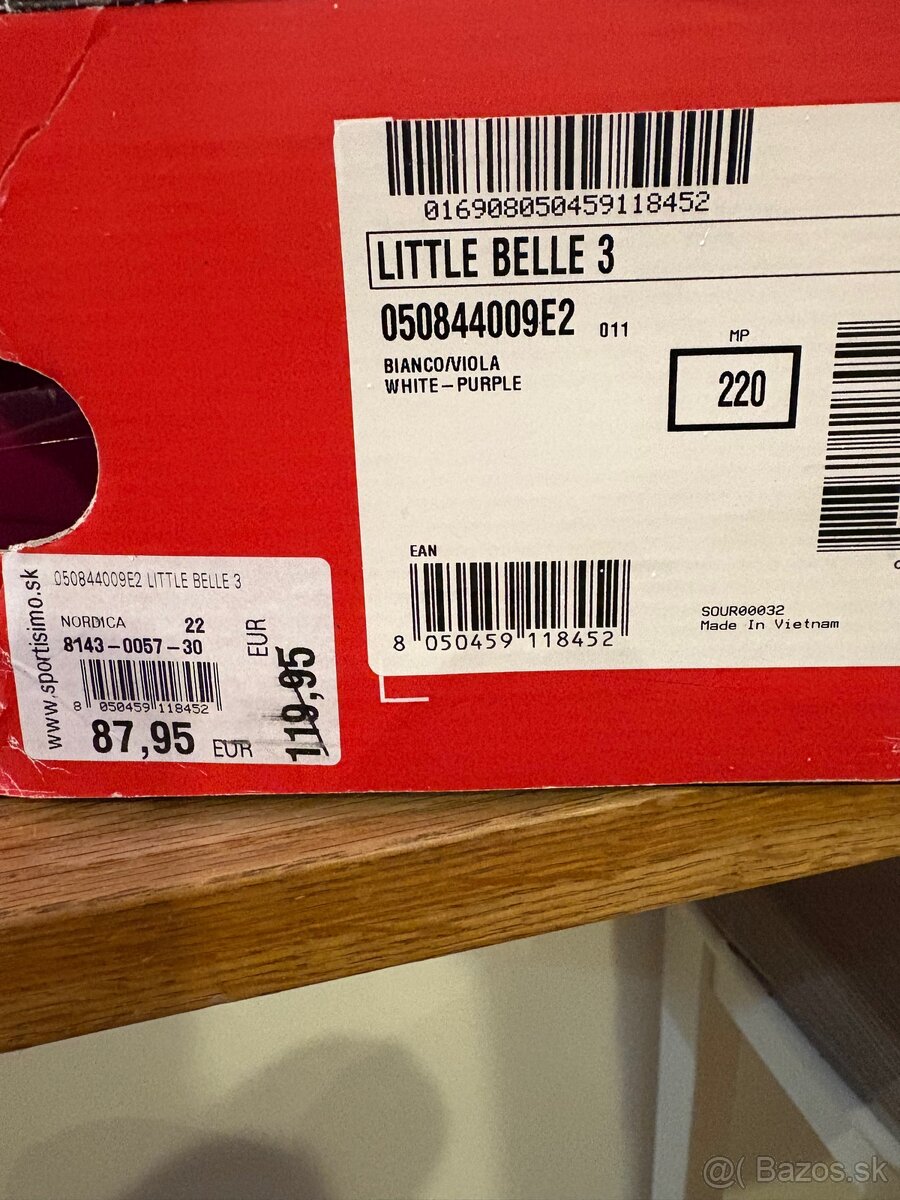 016908050459118452
LITTLE BELLE 3
050844009E2 011
BIANCO/VIOLA
WHITE-PURPLE
MP
220
EAN
8 050459 118452
SOUR00032
Made In Vietnam
www.sportisimo.sk
050844009E2 LITTLE BELLE 3
NORDICA 22
8143-0057-30
8 050459 118452
87,95 EUR
119,95 EUR
@( Bazos.sk